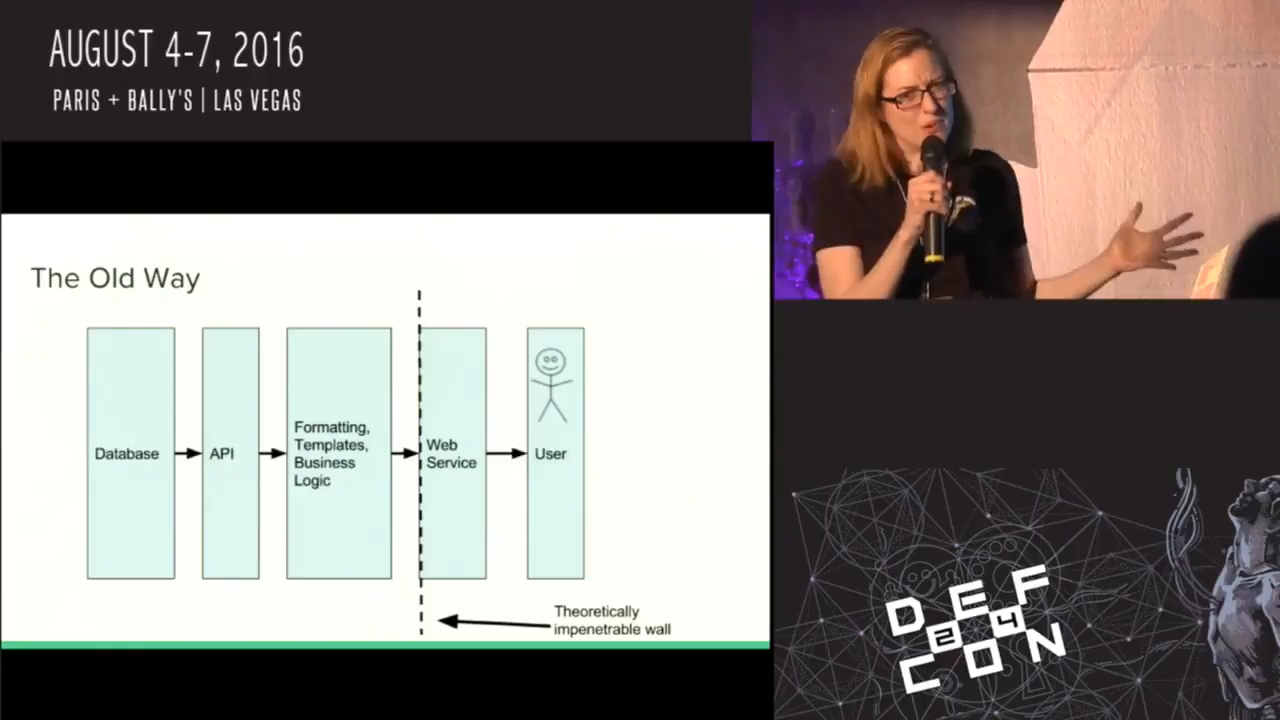 AUGUST 4-7, 2016
PARIS + BALLY'S | LAS VEGAS
The Old Way
Database
API
Formatting,
Templates,
Business
Logic
Web
Service
User
Theoretically
impenetrable wall
DEF
24
CON